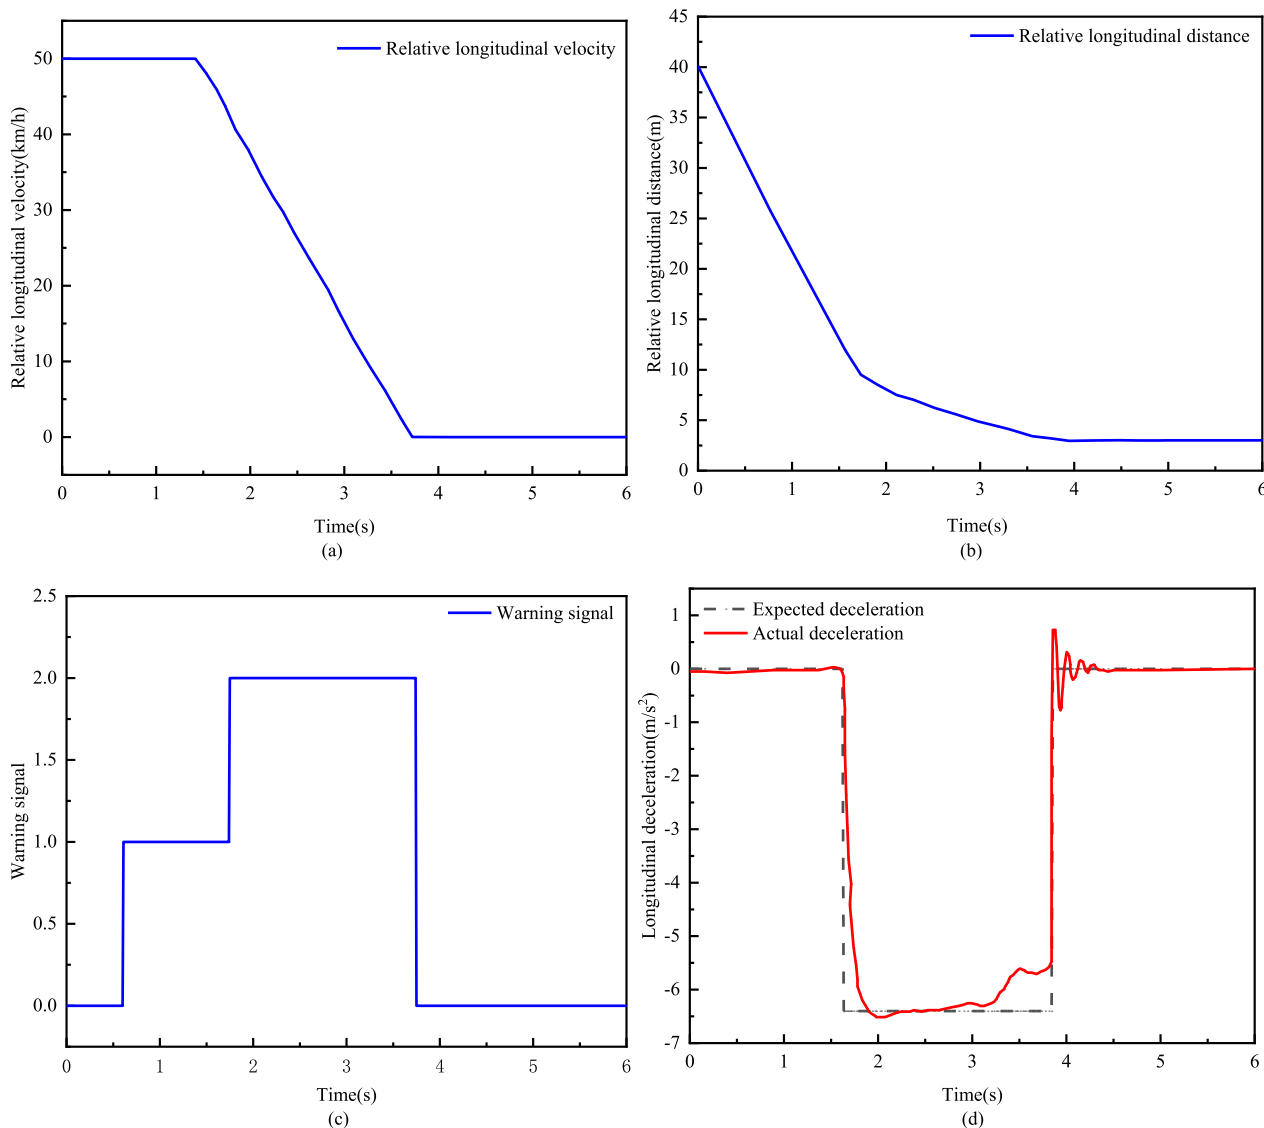 Relative longitudinal velocity
50
40
30
20
10
0
Relative longitudinal velocity(km/h)
0 1 2 3 4 5 6
Time(s)
(a)
Relative longitudinal distance
45
40
35
30
25
20
15
10
5
0
Relative longitudinal distance(m)
0 1 2 3 4 5 6
Time(s)
(b)
Warning signal
2.5
2.0
1.5
1.0
0.5
0.0
Warning signal
0 1 2 3 4 5 6
Time(s)
(c)
Expected deceleration
Actual deceleration
1
0
-1
-2
-3
-4
-5
-6
-7
Longitudinal deceleration(m/s²)
0 1 2 3 4 5 6
Time(s)
(d)